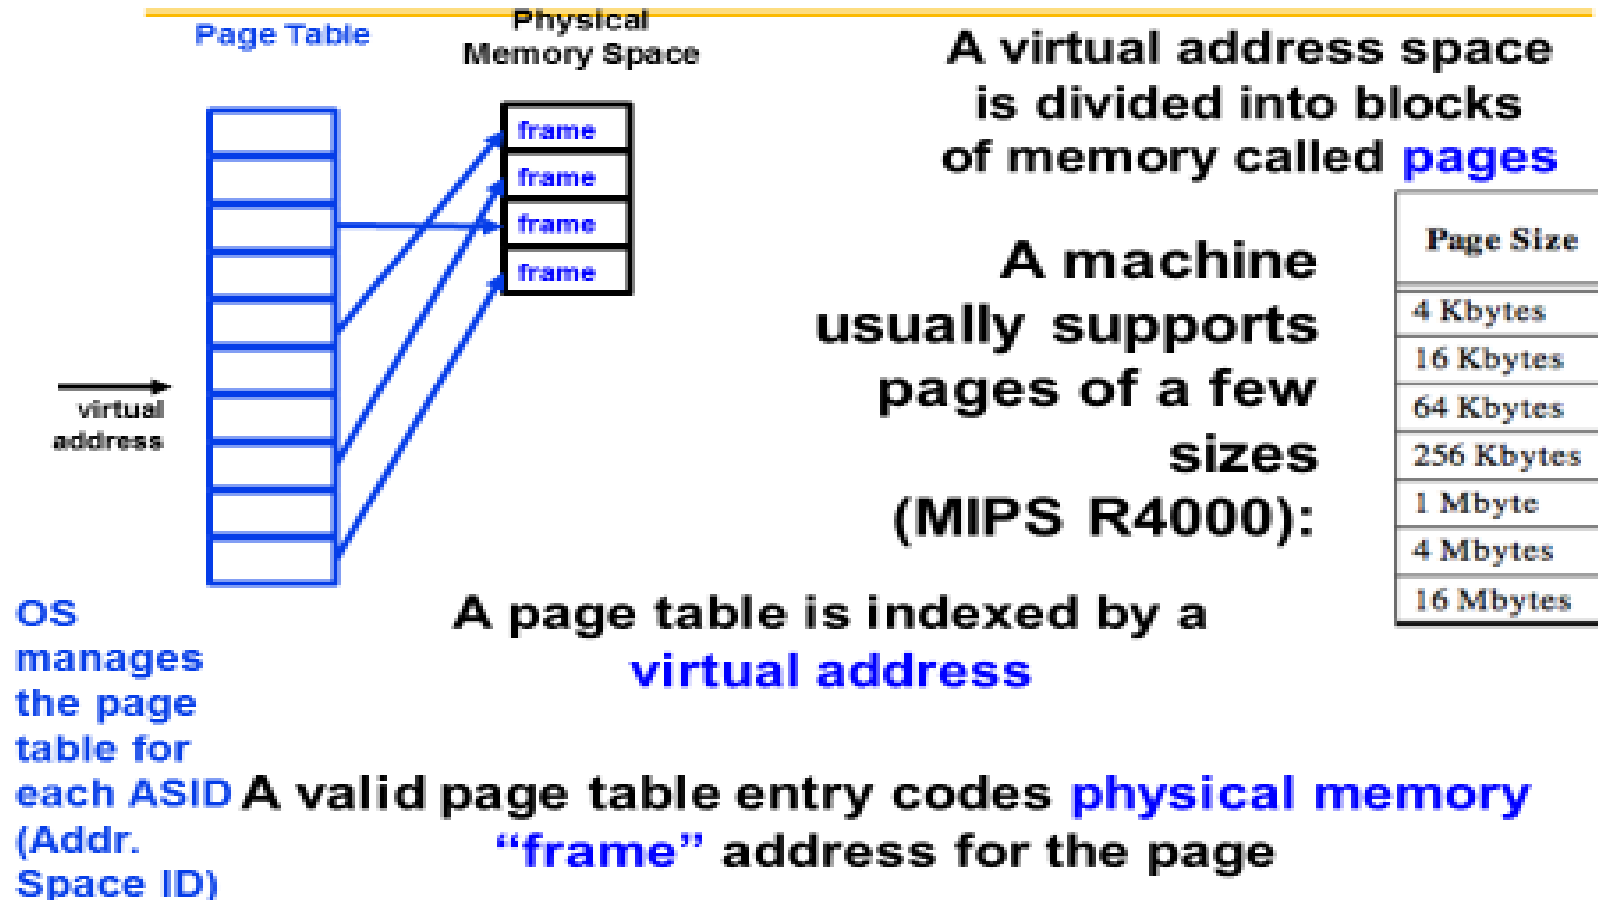 Page Table
Physical
Memory Space
frame
frame
frame
frame
virtual
address
A virtual address space
is divided into blocks
of memory called pages
A machine
usually supports
pages of a few
sizes
(MIPS R4000):
Page Size
4 Kbytes
16 Kbytes
64 Kbytes
256 Kbytes
1 Mbyte
4 Mbytes
16 Mbytes
A page table is indexed by a
virtual address
OS
manages
the page
table for
each ASID
(Addr.
Space ID)
A valid page table entry codes physical memory
“frame” address for the page